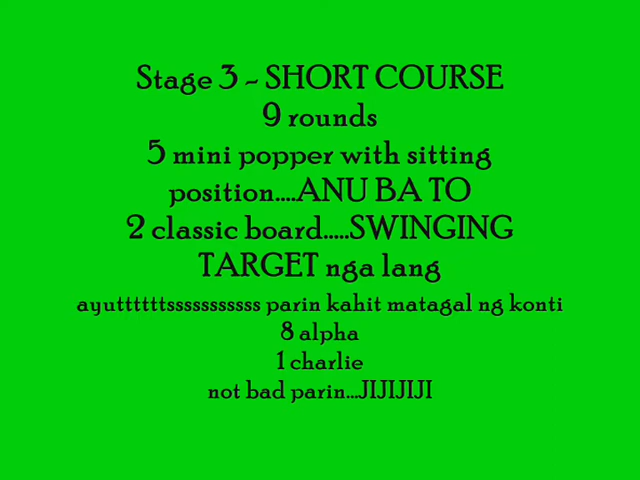 Stage 3 - SHORT COURSE
9 rounds
5 mini popper with sitting
position....ANU BA TO
2 classic board.....SWINGING
TARGET nga lang
ayuttttttsssssssssss parin kahit matagal ng konti
8 alpha
1 charlie
not bad parin...JIJIJIJI